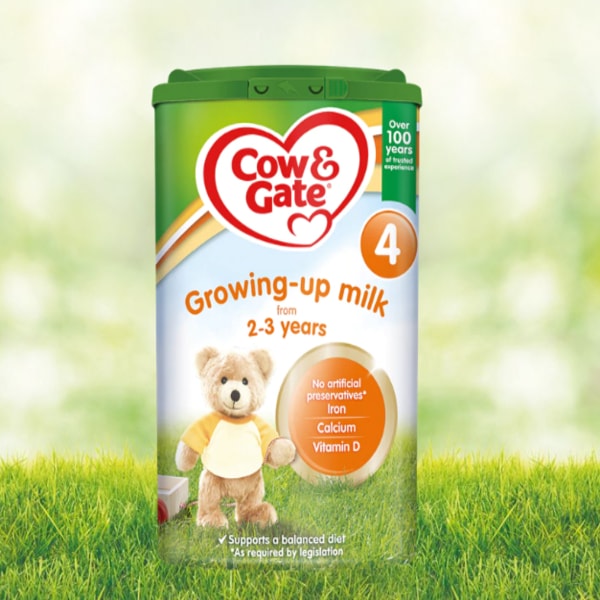 Cow &
Gate®
Over
100
years
of trusted
experience
4
Growing-up milk
from
2-3 years
No artificial
preservatives*
Iron
Calcium
Vitamin D
✓Supports a balanced diet
*As required by legislation